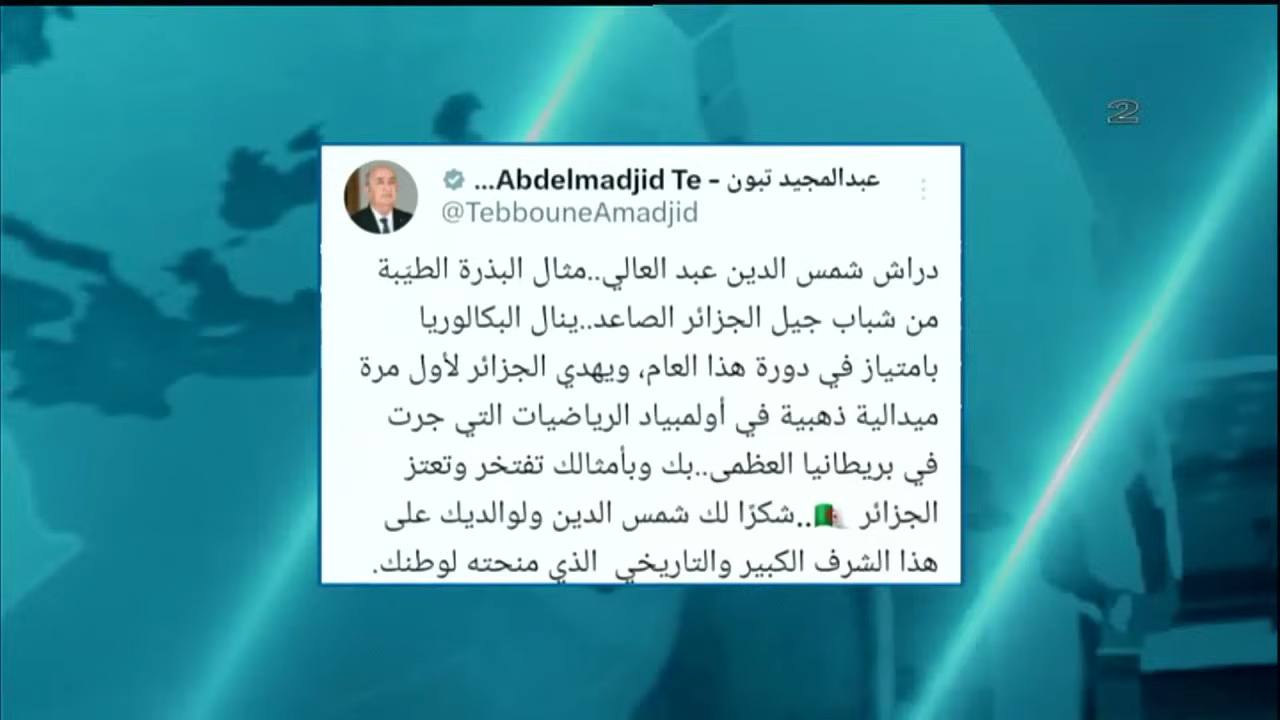 2
عبدالمجيد تبون - Abdelmadjid Te...
@TebbouneAmadjid
دراش شمس الدين عبد العالي..مثال البذرة الطيَبة
من شباب جيل الجزائر الصاعد..ينال البكالوريا
بامتياز في دورة هذا العام، ويهدي الجزائر لأول مرة
ميدالية ذهبية في أولمبياد الرياضيات التي جرت
في بريطانيا العظمى..بك وبأمثالك تفتخر وتعتز
الجزائر 🇩🇿..شكرًا لك شمس الدين ولوالديك على
هذا الشرف الكبير والتاريخي الذي منحته لوطنك.